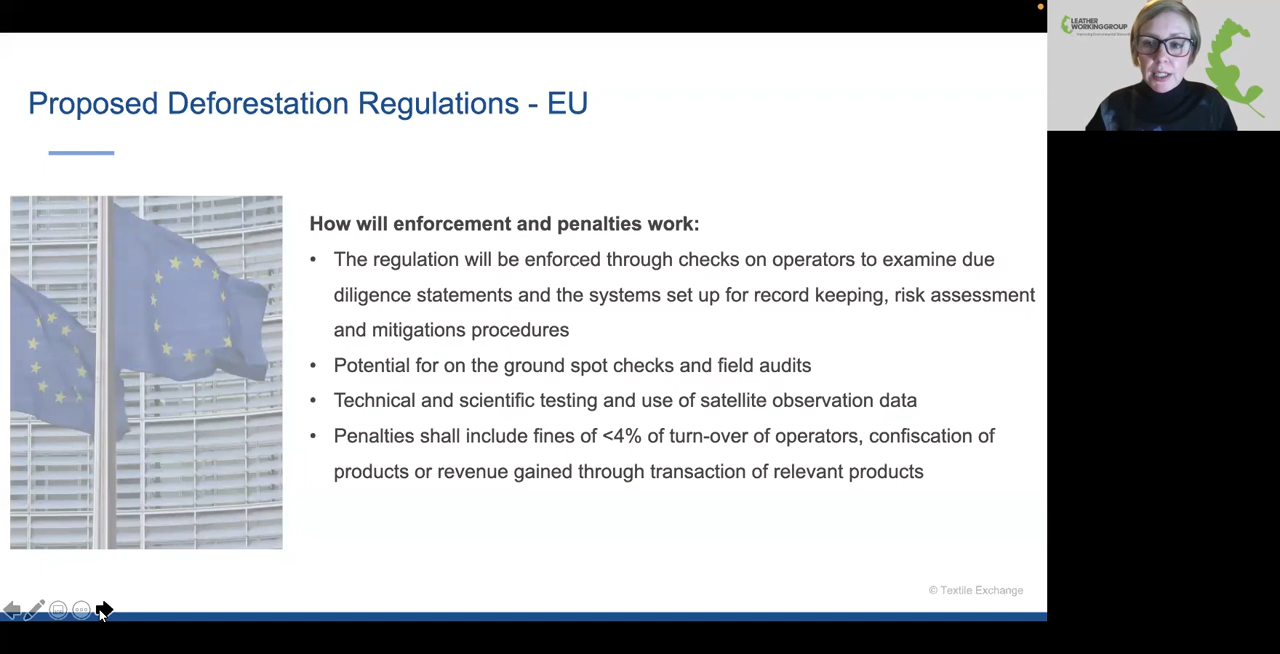 Proposed Deforestation Regulations - EU
How will enforcement and penalties work:
• The regulation will be enforced through checks on operators to examine due
diligence statements and the systems set up for record keeping, risk assessment
and mitigations procedures
• Potential for on the ground spot checks and field audits
• Technical and scientific testing and use of satellite observation data
• Penalties shall include fines of <4% of turn-over of operators, confiscation of
products or revenue gained through transaction of relevant products
© Textile Exchange
LEATHER
WORKINGGROUP